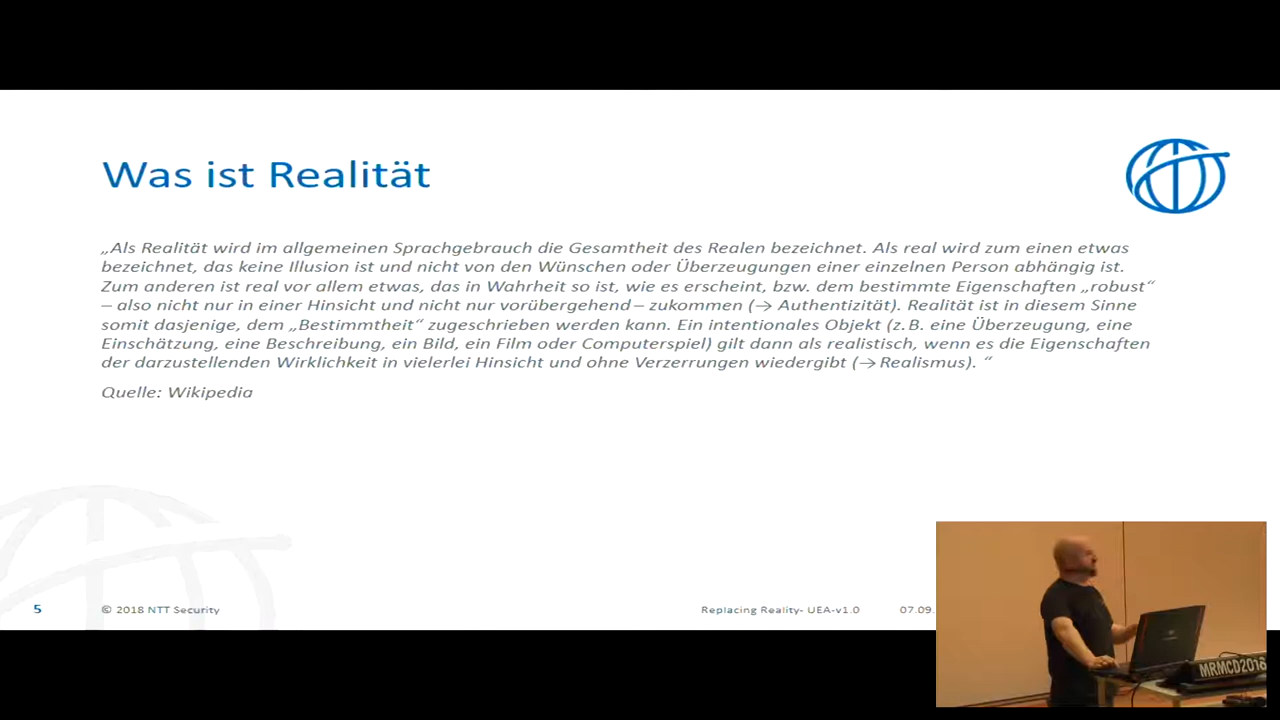 Was ist Realität
„Als Realität wird im allgemeinen Sprachgebrauch die Gesamtheit des Realen bezeichnet. Als real wird zum einen etwas
bezeichnet, das keine Illusion ist und nicht von den Wünschen oder Überzeugungen einer einzelnen Person abhängig ist.
Zum anderen ist real vor allem etwas, das in Wahrheit so ist, wie es erscheint, bzw. dem bestimmte Eigenschaften „robust“
– also nicht nur in einer Hinsicht und nicht nur vorübergehend – zukommen (→ Authentizität). Realität ist in diesem Sinne
somit dasjenige, dem „Bestimmtheit“ zugeschrieben werden kann. Ein intentionales Objekt (z.B. eine Überzeugung, eine
Einschätzung, eine Beschreibung, ein Bild, ein Film oder Computerspiel) gilt dann als realistisch, wenn es die Eigenschaften
der darzustellenden Wirklichkeit in vielerlei Hinsicht und ohne Verzerrungen wiedergibt (→ Realismus). “
Quelle: Wikipedia
5 © 2018 NTT Security Replacing Reality- UEA-v1.0 07.09.
MRMCD2018